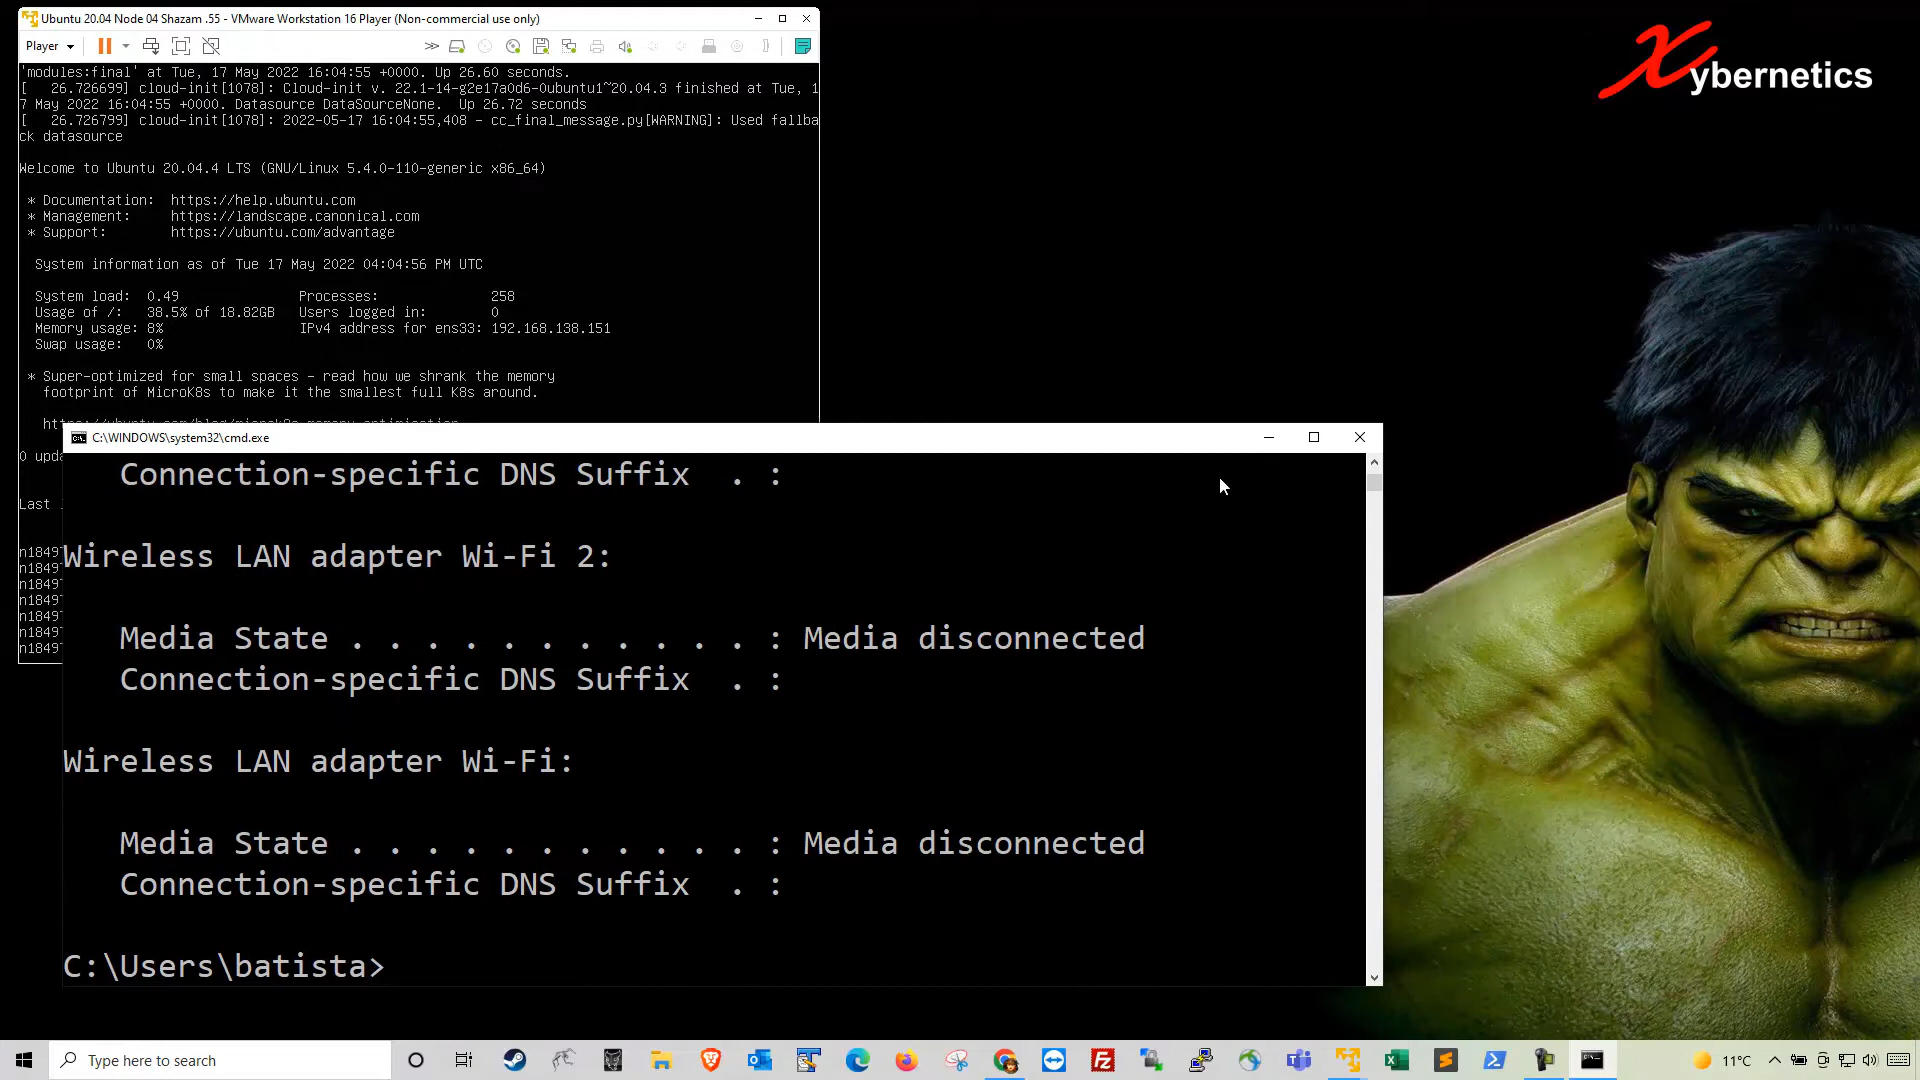 Ubuntu 20.04 Node 04 Shazam .55 - VMware Workstation 16 Player (Non-commercial use only)
Player
'modules:final' at Tue, 17 May 2022 16:04:55 +0000. Up 26.60 seconds.
[   26.726699] cloud-init[1078]: Cloud-init v. 22.1-14-g2e17a0d6-0ubuntu1~20.04.3 finished at Tue, 1
7 May 2022 16:04:55 +0000. Datasource DataSourceNone.  Up 26.72 seconds
[   26.726799] cloud-init[1078]: 2022-05-17 16:04:55,408 - cc_final_message.py[WARNING]: Used fallba
ck datasource
Welcome to Ubuntu 20.04.4 LTS (GNU/Linux 5.4.0-110-generic x86_64)
* Documentation:  https://help.ubuntu.com
* Management:     https://landscape.canonical.com
* Support:        https://ubuntu.com/advantage
System information as of Tue 17 May 2022 04:04:56 PM UTC
System load:  0.49               Processes:              258
Usage of /:   38.5% of 18.82GB   Users logged in:        0
Memory usage: 8%                 IPv4 address for ens33: 192.168.138.151
Swap usage:   0%
* Super-optimized for small spaces - read how we shrank the memory
footprint of MicroK8s to make it the smallest full K8s around.
0 upda
Last
n1849
n1849
n1849
n1849
n1849
n1849
n1849
C:\WINDOWS\system32\cmd.exe
Connection-specific DNS Suffix  . :
Wireless LAN adapter Wi-Fi 2:
Media State . . . . . . . . . . . : Media disconnected
Connection-specific DNS Suffix  . :
Wireless LAN adapter Wi-Fi:
Media State . . . . . . . . . . . : Media disconnected
Connection-specific DNS Suffix  . :
C:\Users\batista>
Xybernetics
Type here to search
11°C